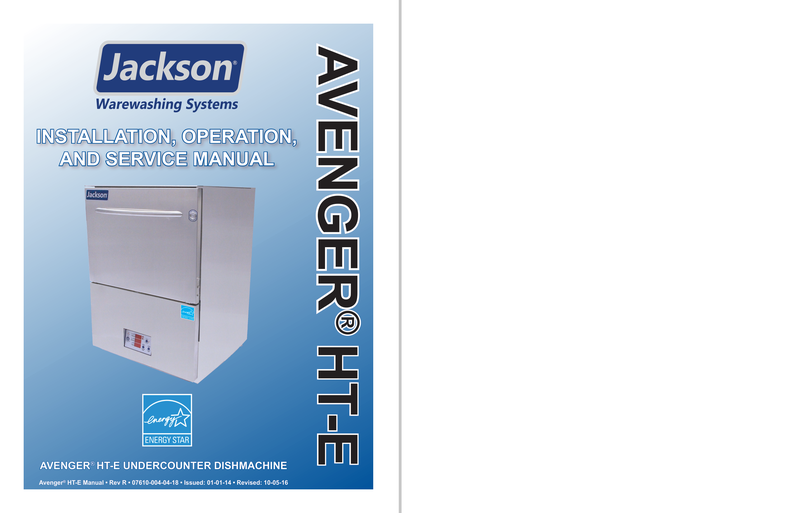 Jackson®
Warewashing Systems
INSTALLATION, OPERATION,
AND SERVICE MANUAL
AVENGER® HT-E
Jackson
energy
ENERGY STAR
AVENGER® HT-E UNDERCOUNTER DISHMACHINE
Avenger® HT-E Manual • Rev R • 07610-004-04-18 • Issued: 01-01-14 • Revised: 10-05-16